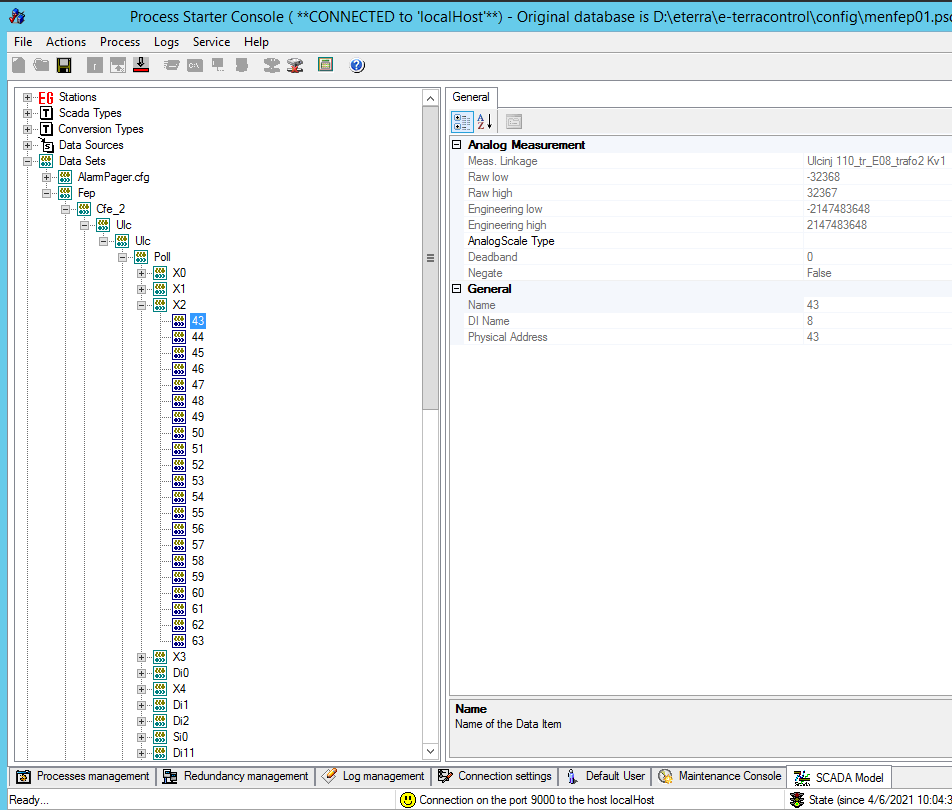 Process Starter Console ( **CONNECTED to 'localHost'**) - Original database is D:\eterra\e-terracontrol\config\menfep01.psc
File Actions Process Logs Service Help
EG Stations
T Scada Types
T Conversion Types
Data Sources
Data Sets
AlarmPager.cfg
Fep
Cfe_2
Ulc
Ulc
Poll
X0
X1
X2
43
44
45
46
47
48
49
50
51
52
53
54
55
56
57
58
59
60
61
62
63
X3
Di0
X4
Di1
Di2
Si0
Di11
General
Analog Measurement
Meas. Linkage Ulcinj 110_tr_E08_trafo2 Kv1
Raw low -32368
Raw high 32367
Engineering low -2147483648
Engineering high 2147483648
AnalogScale Type
Deadband 0
Negate False
General
Name 43
DI Name 8
Physical Address 43
Name
Name of the Data Item
Processes management Redundancy management Log management Connection settings Default User Maintenance Console SCADA Model
Ready... Connection on the port 9000 to the host localHost State (since 4/6/2021 10:04:3